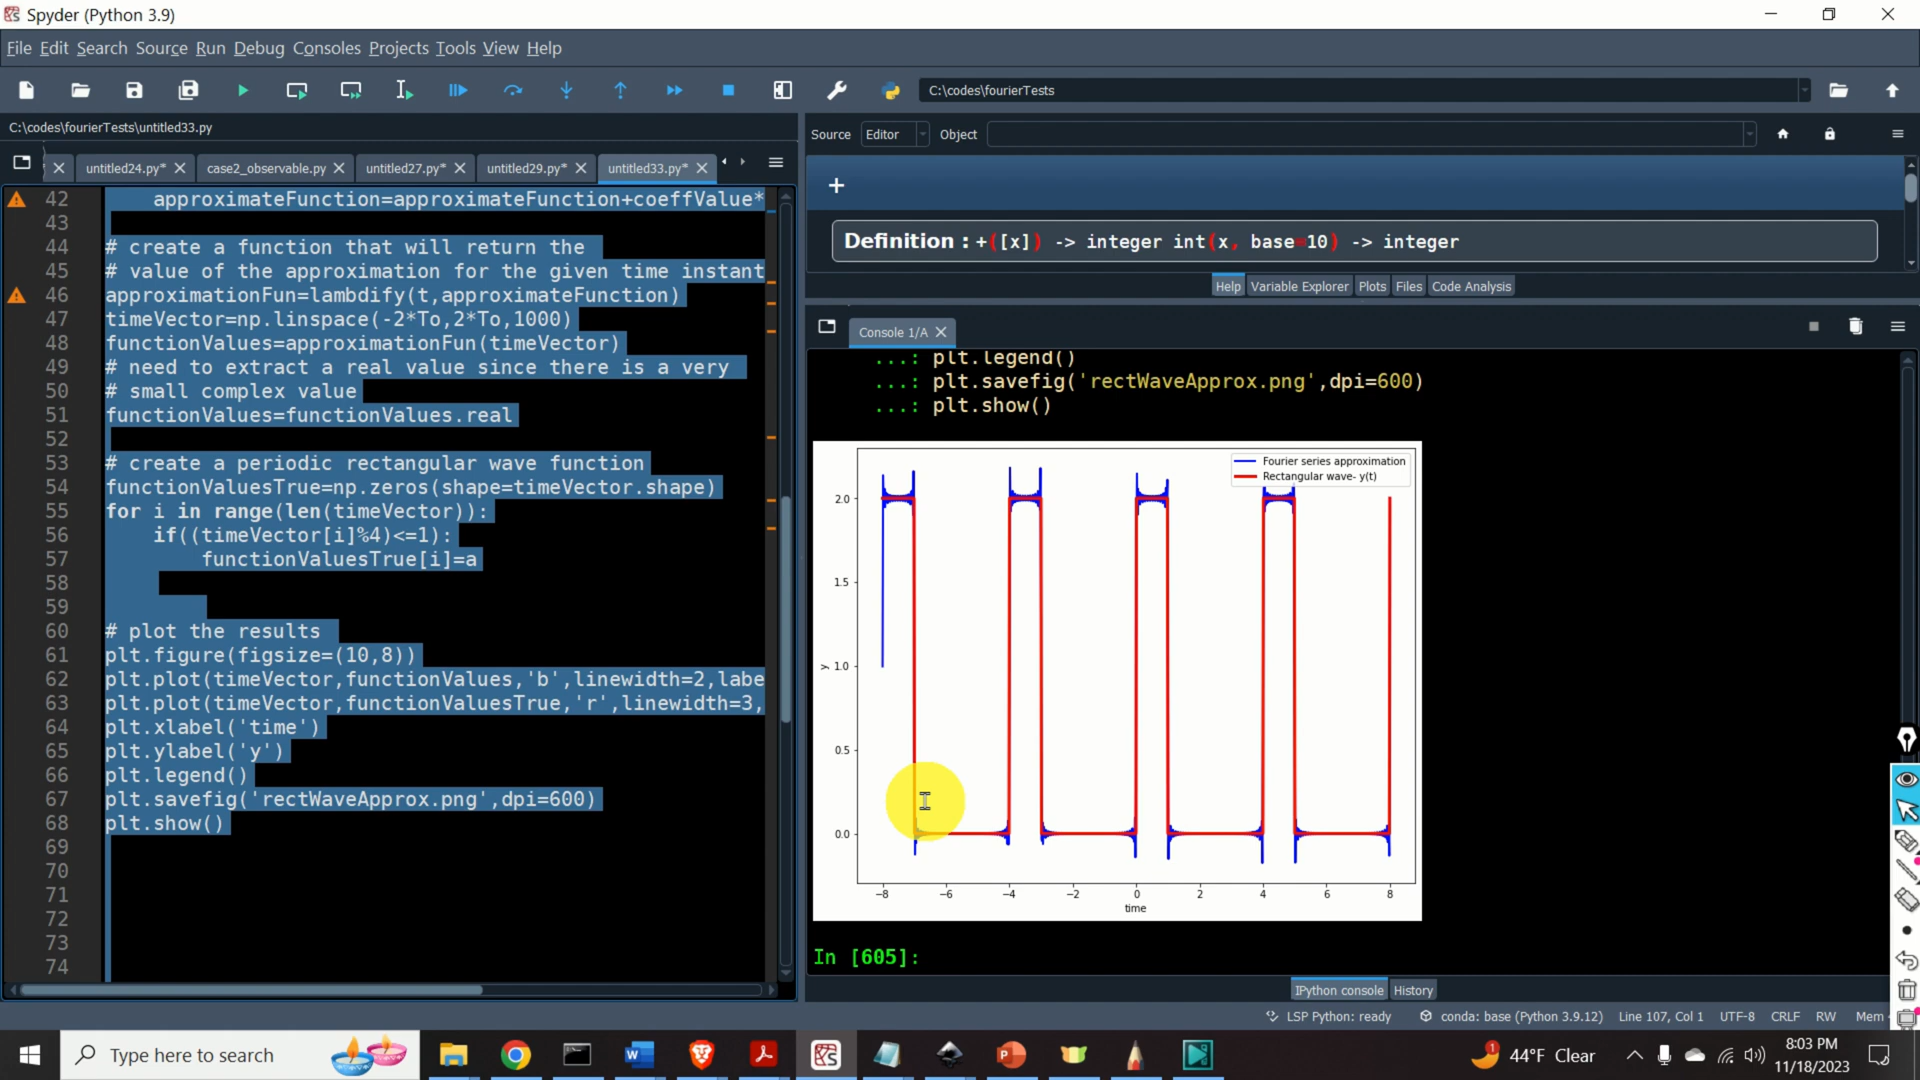 Spyder (Python 3.9)
File Edit Search Source Run Debug Consoles Projects Tools View Help
C:\codes\fourierTests
C:\codes\fourierTests\untitled33.py
untitled24.py* case2_observable.py untitled27.py* untitled29.py* untitled33.py*
42 approximateFunction=approximateFunction+coeffValue*
43
44 # create a function that will return the
45 # value of the approximation for the given time instant
46 approximationFun=lambdify(t,approximateFunction)
47 timeVector=np.linspace(-2*To,2*To,1000)
48 functionValues=approximationFun(timeVector)
49 # need to extract a real value since there is a very
50 # small complex value
51 functionValues=functionValues.real
52
53 # create a periodic rectangular wave function
54 functionValuesTrue=np.zeros(shape=timeVector.shape)
55 for i in range(len(timeVector)):
56 if((timeVector[i]%4)<=1):
57 functionValuesTrue[i]=a
58
59
60 # plot the results
61 plt.figure(figsize=(10,8))
62 plt.plot(timeVector,functionValues,'b',linewidth=2,labe
63 plt.plot(timeVector,functionValuesTrue,'r',linewidth=3,
64 plt.xlabel('time')
65 plt.ylabel('y')
66 plt.legend()
67 plt.savefig('rectWaveApprox.png',dpi=600)
68 plt.show()
69
70
71
72
73
74
Source Editor Object
+
Definition : +([x]) -> integer int(x, base=10) -> integer
Help Variable Explorer Plots Files Code Analysis
Console 1/A
...: plt.legend()
...: plt.savefig('rectWaveApprox.png',dpi=600)
...: plt.show()
Fourier series approximation
Rectangular wave- y(t)
2.0
1.5
y 1.0
0.5
0.0
−8 −6 −4 −2 0 2 4 6 8
time
In [605]:
IPython console History
LSP Python: ready conda: base (Python 3.9.12) Line 107, Col 1 UTF-8 CRLF RW Mem
Type here to search
1 44°F Clear 8:03 PM
11/18/2023